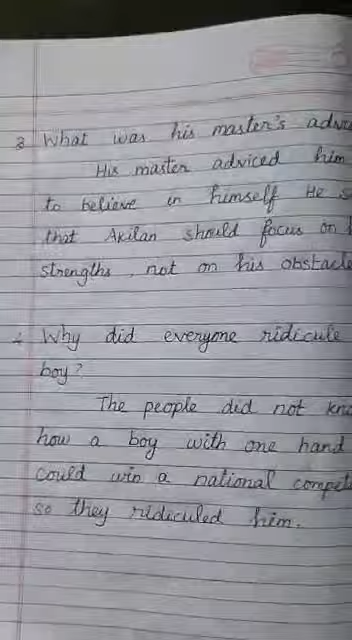 3 What was his master's
His master adviced him
to believe in himself He
that Akilan should focus on
strengths, not on his
Why did everyone ridicule
boy?
The people did not
how a boy with one hand
could win a national
so they ridiculed him.